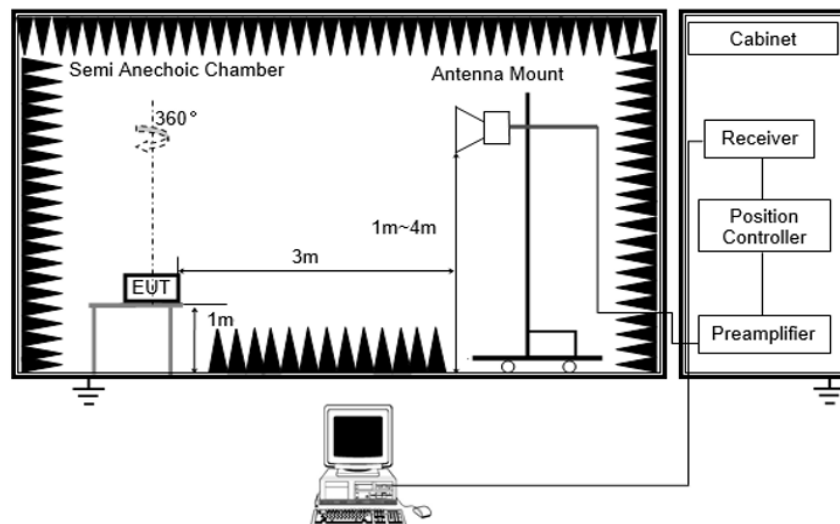 Semi Anechoic Chamber
Antenna Mount
Cabinet
360°
Receiver
1m~4m
Position
Controller
3m
EUT
1m
Preamplifier